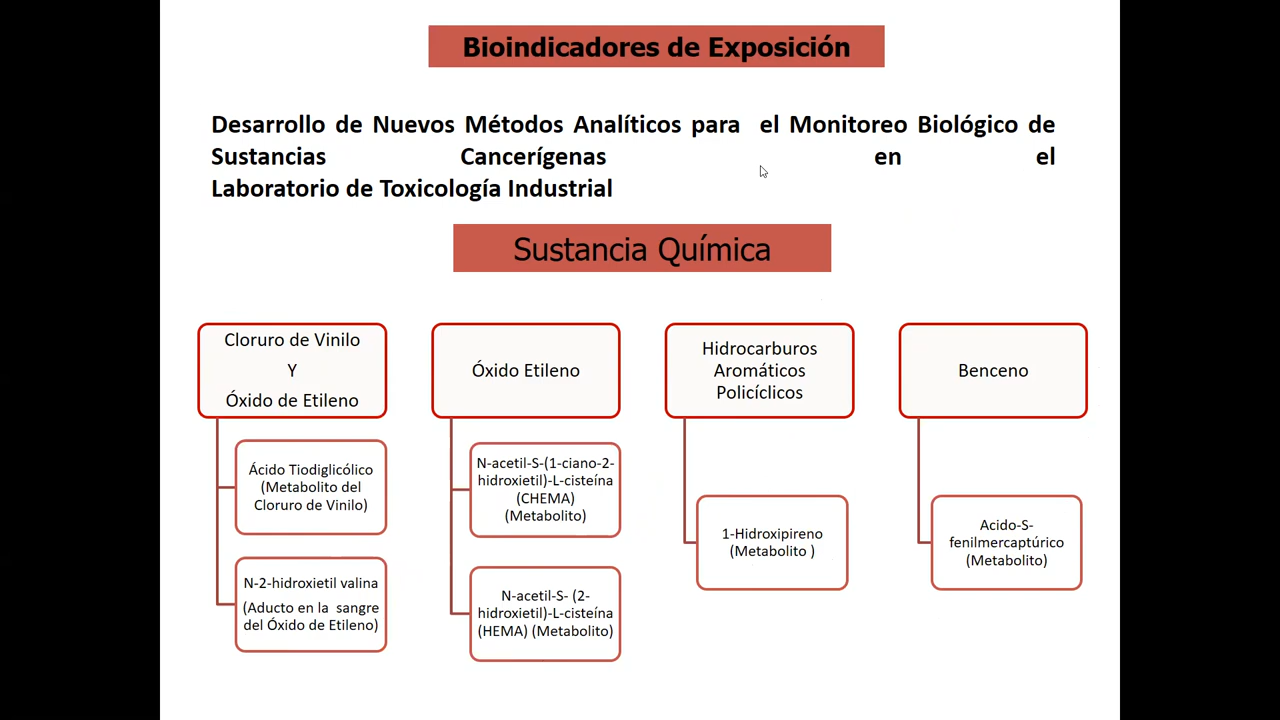 Bioindicadores de Exposición
Desarrollo de Nuevos Métodos Analíticos para el Monitoreo Biológico de
Sustancias Cancerígenas en el
Laboratorio de Toxicología Industrial
Sustancia Química
Cloruro de Vinilo
Y
Óxido de Etileno
Ácido Tiodiglicólico
(Metabolito del
Cloruro de Vinilo)
N-2-hidroxietil valina
(Aducto en la sangre
del Óxido de Etileno)
Óxido Etileno
N-acetil-S-(1-ciano-2-
hidroxietil)-L-cisteína
(CHEMA)
(Metabolito)
N-acetil-S- (2-
hidroxietil)-L-cisteína
(HEMA) (Metabolito)
Hidrocarburos
Aromáticos
Policíclicos
1-Hidroxipireno
(Metabolito )
Benceno
Acido-S-
fenilmercaptúrico
(Metabolito)